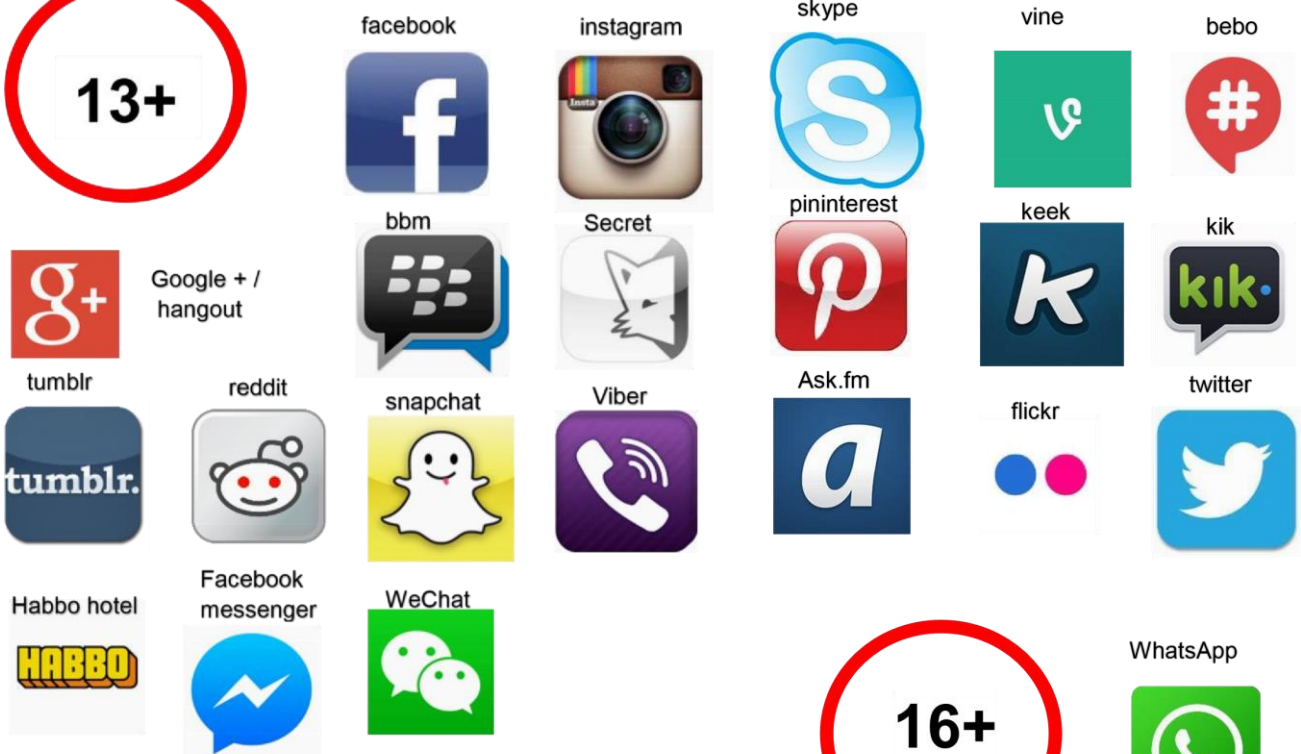 13+
facebook
instagram
skype
vine
bebo
f
Insta
S
#
Google + /
hangout
g+
bbm
Secret
pininterest
keek
kik
P
k
kik
tumblr
reddit
snapchat
Viber
Ask.fm
flickr
twitter
tumblr.
a
Habbo hotel
Facebook
messenger
WeChat
HABBO
16+
WhatsApp